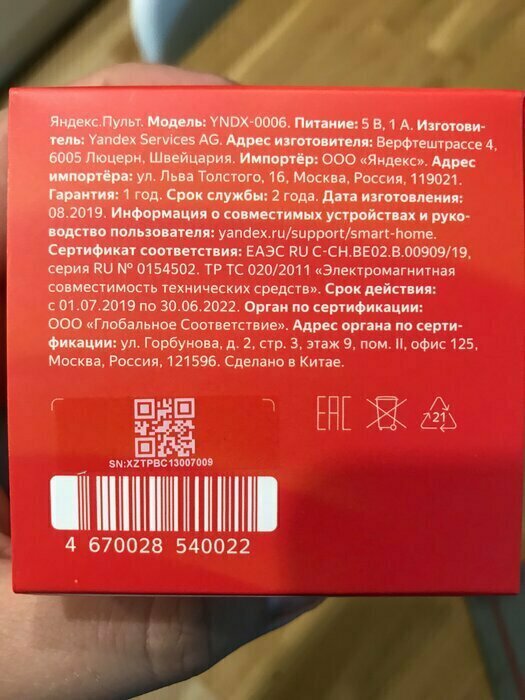 Яндекс.Пульт. Модель: YNDX-0006. Питание: 5 В, 1 А. Изготови-
тель: Yandex Services AG. Адрес изготовителя: Верфтештрассе 4,
6005 Люцерн, Швейцария. Импортёр: ООО «Яндекс». Адрес
импортёра: ул. Льва Толстого, 16, Москва, Россия, 119021.
Гарантия: 1 год. Срок службы: 2 года. Дата изготовления:
08.2019. Информация о совместимых устройствах и руко-
водство пользователя: yandex.ru/support/smart-home.
Сертификат соответствия: ЕАЭС RU C-CH.BE02.B.00909/19,
серия RU № 0154502. ТР ТС 020/2011 «Электромагнитная
совместимость технических средств». Срок действия:
с 01.07.2019 по 30.06.2022. Орган по сертификации:
ООО «Глобальное Соответствие». Адрес органа по серти-
фикации: ул. Горбунова, д. 2, стр. 3, этаж 9, пом. II, офис 125,
Москва, Россия, 121596. Сделано в Китае.
EAC
21
SN:XZTPBC13007009
4 670028 540022